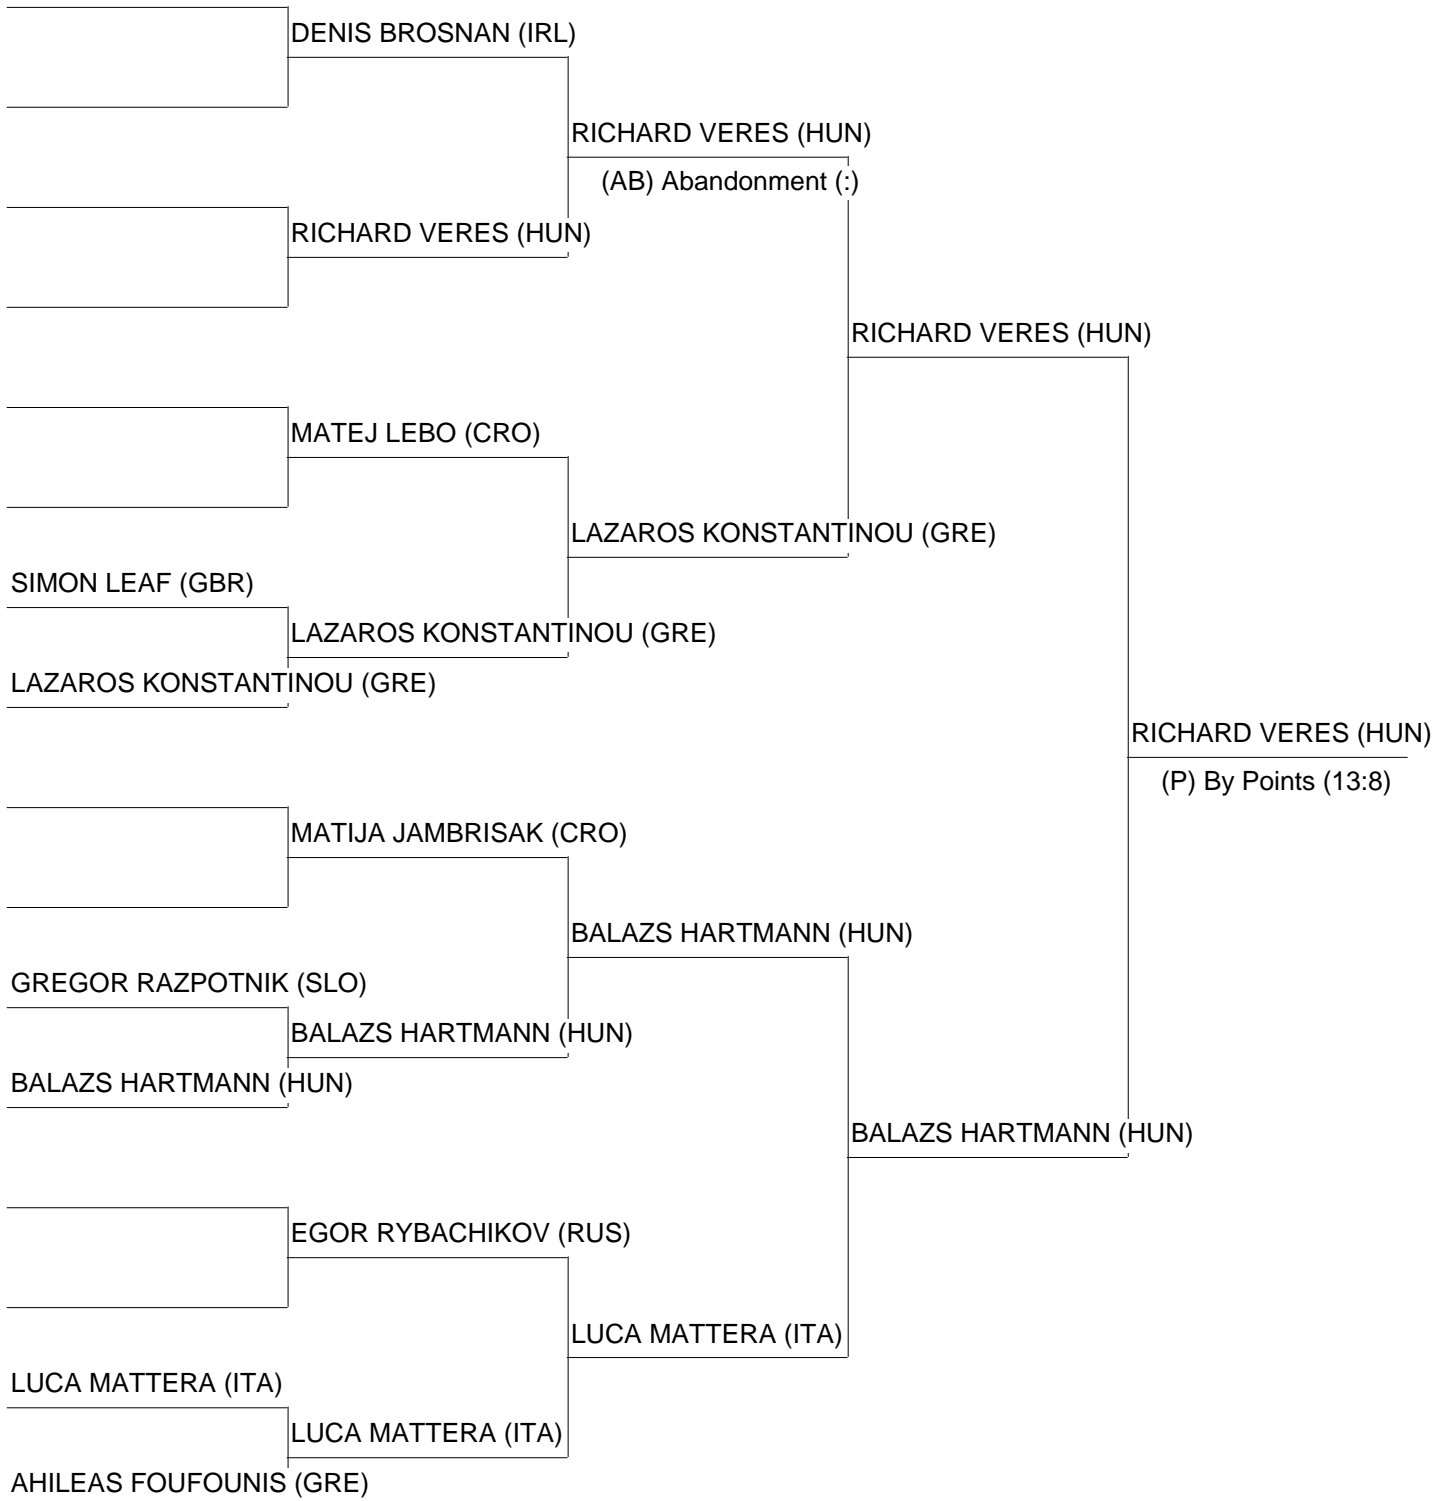 DENIS BROSNAN (IRL)
RICHARD VERES (HUN)
(AB) Abandonment (:)
RICHARD VERES (HUN)
RICHARD VERES (HUN)
MATEJ LEBO (CRO)
LAZAROS KONSTANTINOU (GRE)
SIMON LEAF (GBR)
LAZAROS KONSTANTINOU (GRE)
LAZAROS KONSTANTINOU (GRE)
RICHARD VERES (HUN)
(P) By Points (13:8)
MATIJA JAMBRISAK (CRO)
BALAZS HARTMANN (HUN)
GREGOR RAZPOTNIK (SLO)
BALAZS HARTMANN (HUN)
BALAZS HARTMANN (HUN)
BALAZS HARTMANN (HUN)
EGOR RYBACHIKOV (RUS)
LUCA MATTERA (ITA)
LUCA MATTERA (ITA)
LUCA MATTERA (ITA)
AHILEAS FOUFOUNIS (GRE)